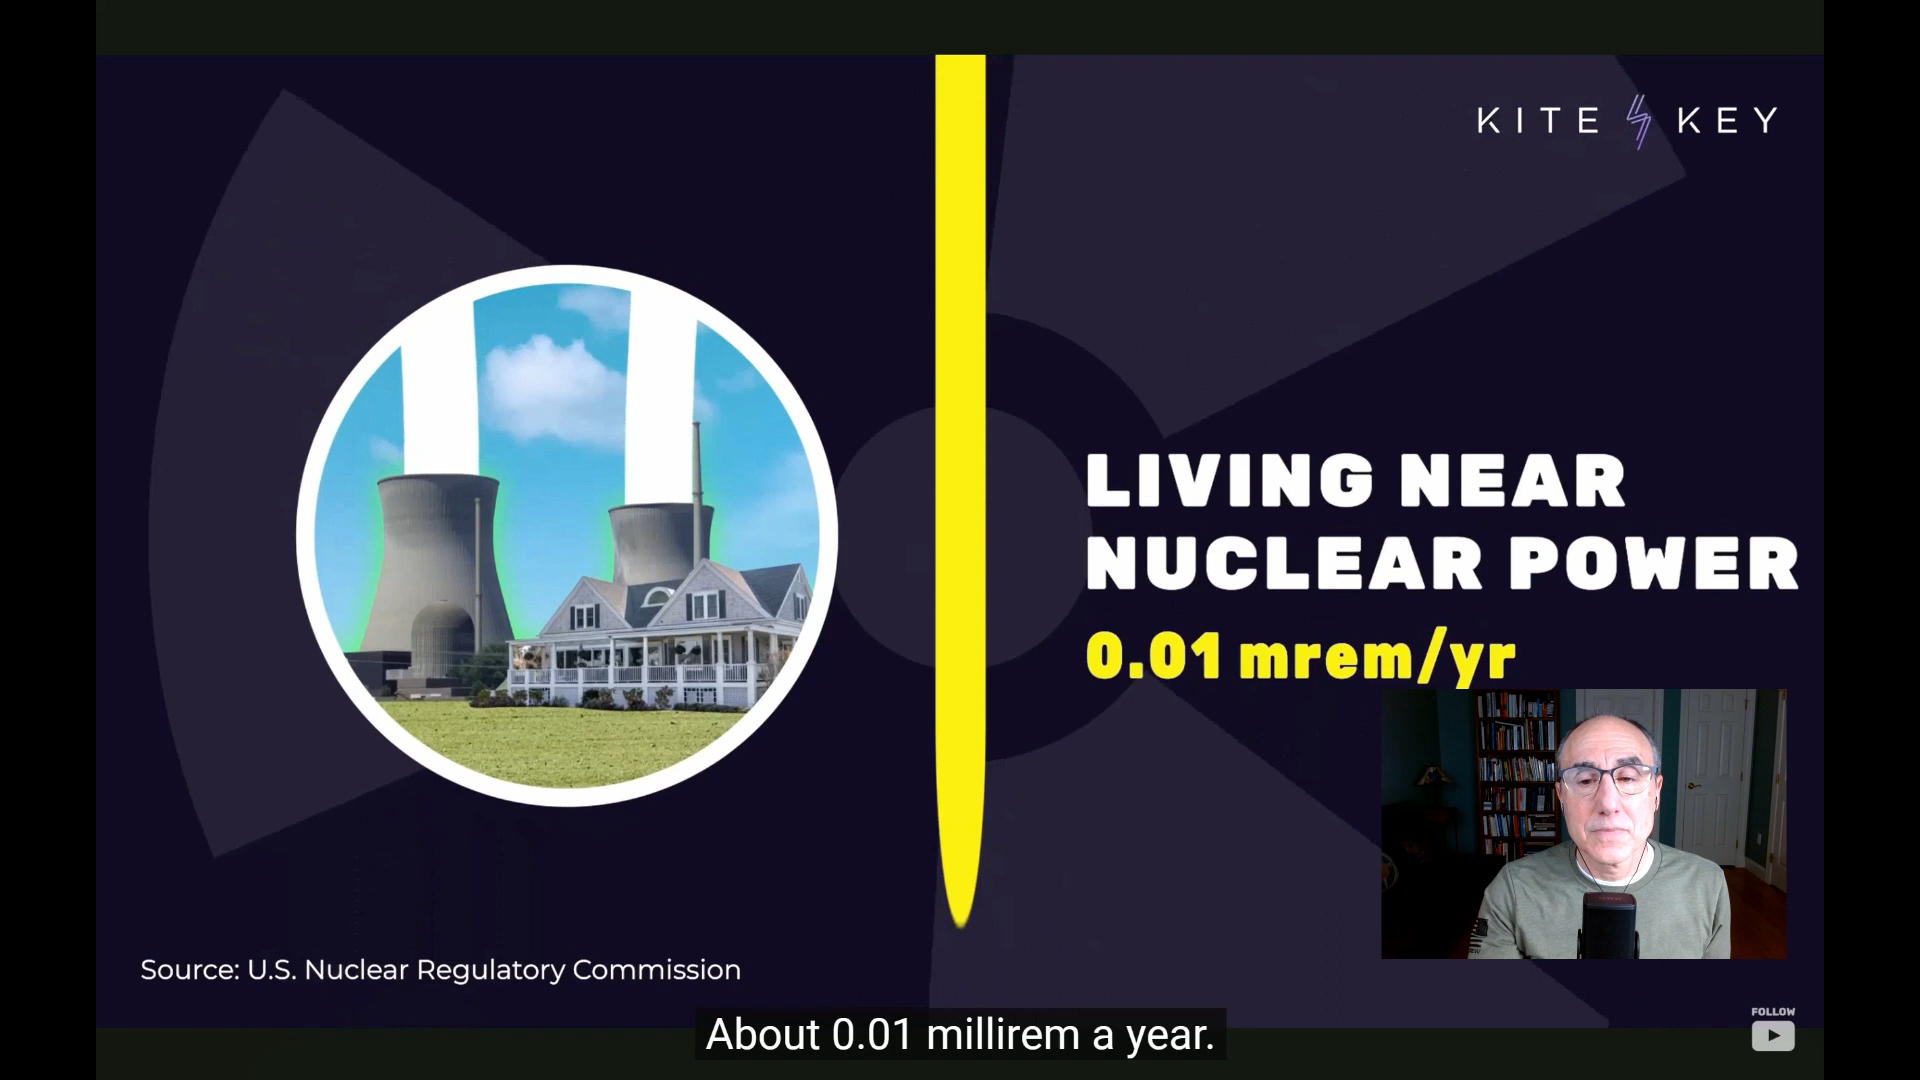 KITE KEY
LIVING NEAR
NUCLEAR POWER
0.01 mrem/yr
Source: U.S. Nuclear Regulatory Commission
FOLLOW
About 0.01 millirem a year.